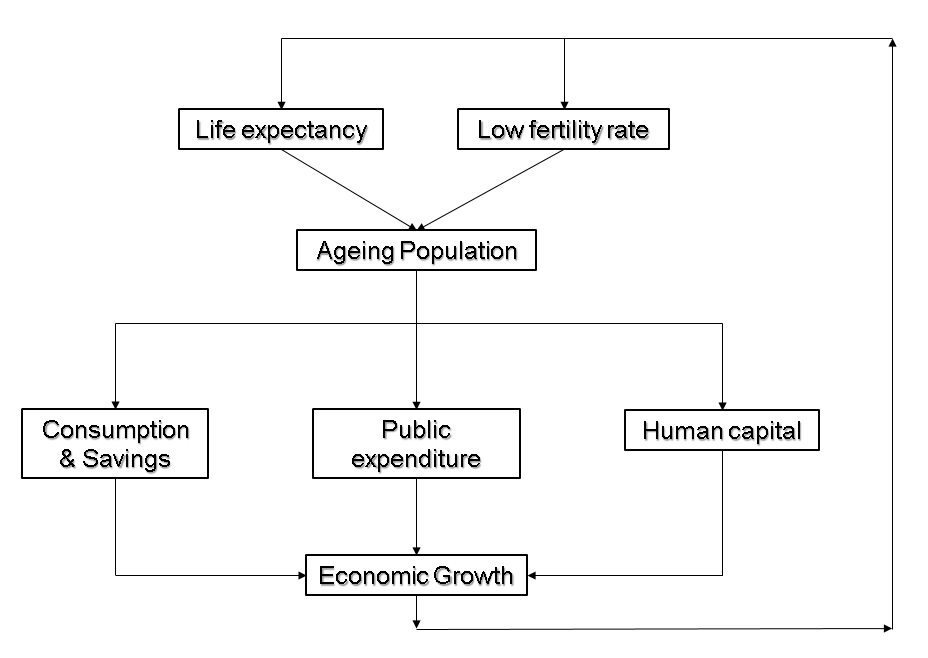 Life expectancy
Low fertility rate
Ageing Population
Consumption
& Savings
Public
expenditure
Human capital
Economic Growth